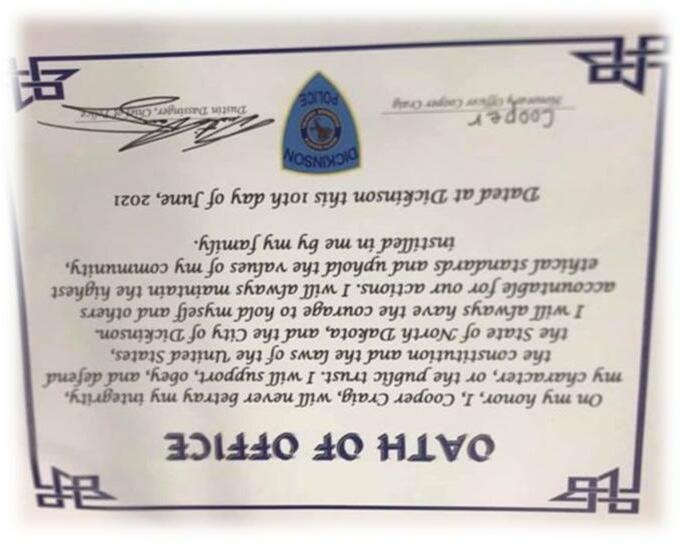 OATH OF OFFICE
On my honor, I, Cooper Craig, will never betray my integrity,
my character, or the public trust. I will support, obey, and defend
the constitution and the laws of the United States,
the State of North Dakota, and the City of Dickinson.
I will always have the courage to hold myself and others
accountable for our actions. I will always maintain the highest
ethical standards and uphold the values of my community,
instilled in me by my family.
Dated at Dickinson this 10th day of June, 2021
DICKINSON
POLICE
Cooper
Honorary Officer Cooper Craig
Dustin Dassinger, Chief of Police